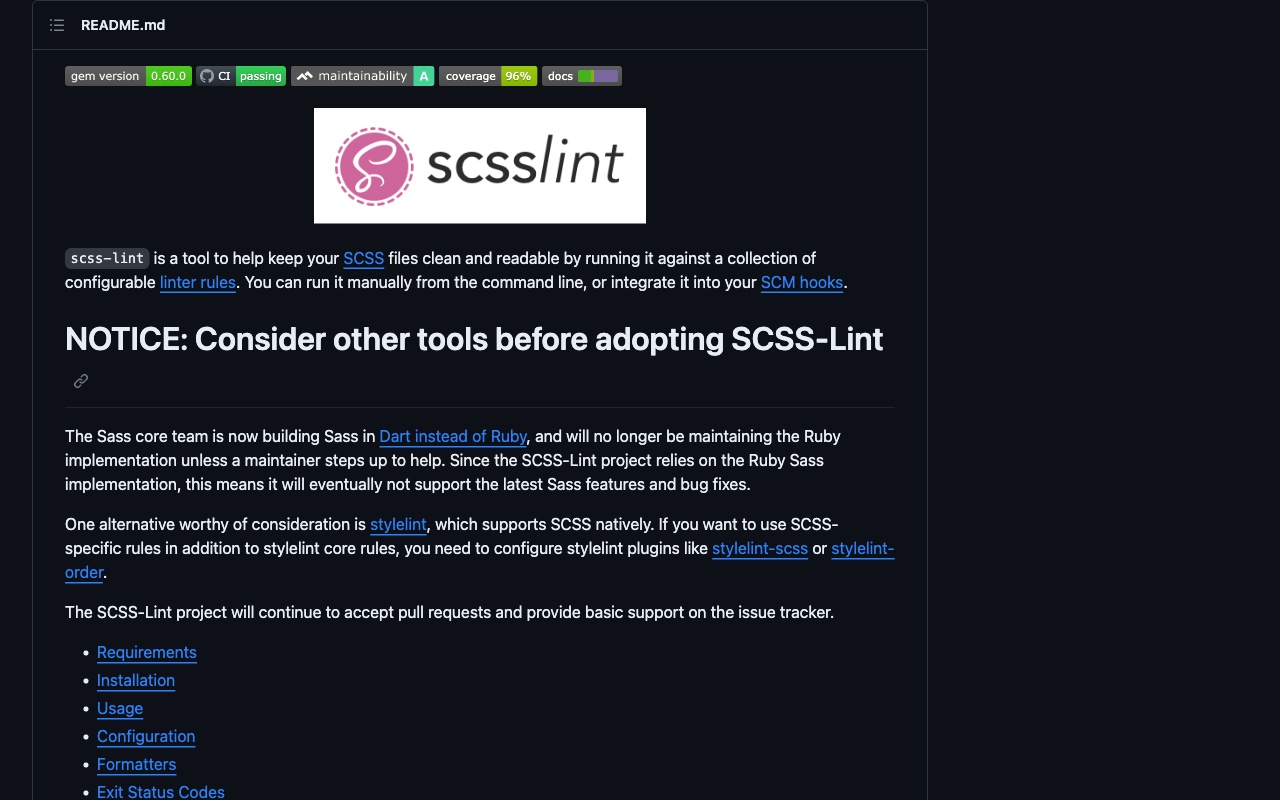 README.md
gem version 0.60.0 CI passing maintainability A coverage 96% docs
scsslint
scss-lint is a tool to help keep your SCSS files clean and readable by running it against a collection of
configurable linter rules. You can run it manually from the command line, or integrate it into your SCM hooks.
NOTICE: Consider other tools before adopting SCSS-Lint
The Sass core team is now building Sass in Dart instead of Ruby, and will no longer be maintaining the Ruby
implementation unless a maintainer steps up to help. Since the SCSS-Lint project relies on the Ruby Sass
implementation, this means it will eventually not support the latest Sass features and bug fixes.
One alternative worthy of consideration is stylelint, which supports SCSS natively. If you want to use SCSS-
specific rules in addition to stylelint core rules, you need to configure stylelint plugins like stylelint-scss or stylelint-
order.
The SCSS-Lint project will continue to accept pull requests and provide basic support on the issue tracker.
• Requirements
• Installation
• Usage
• Configuration
• Formatters
• Exit Status Codes